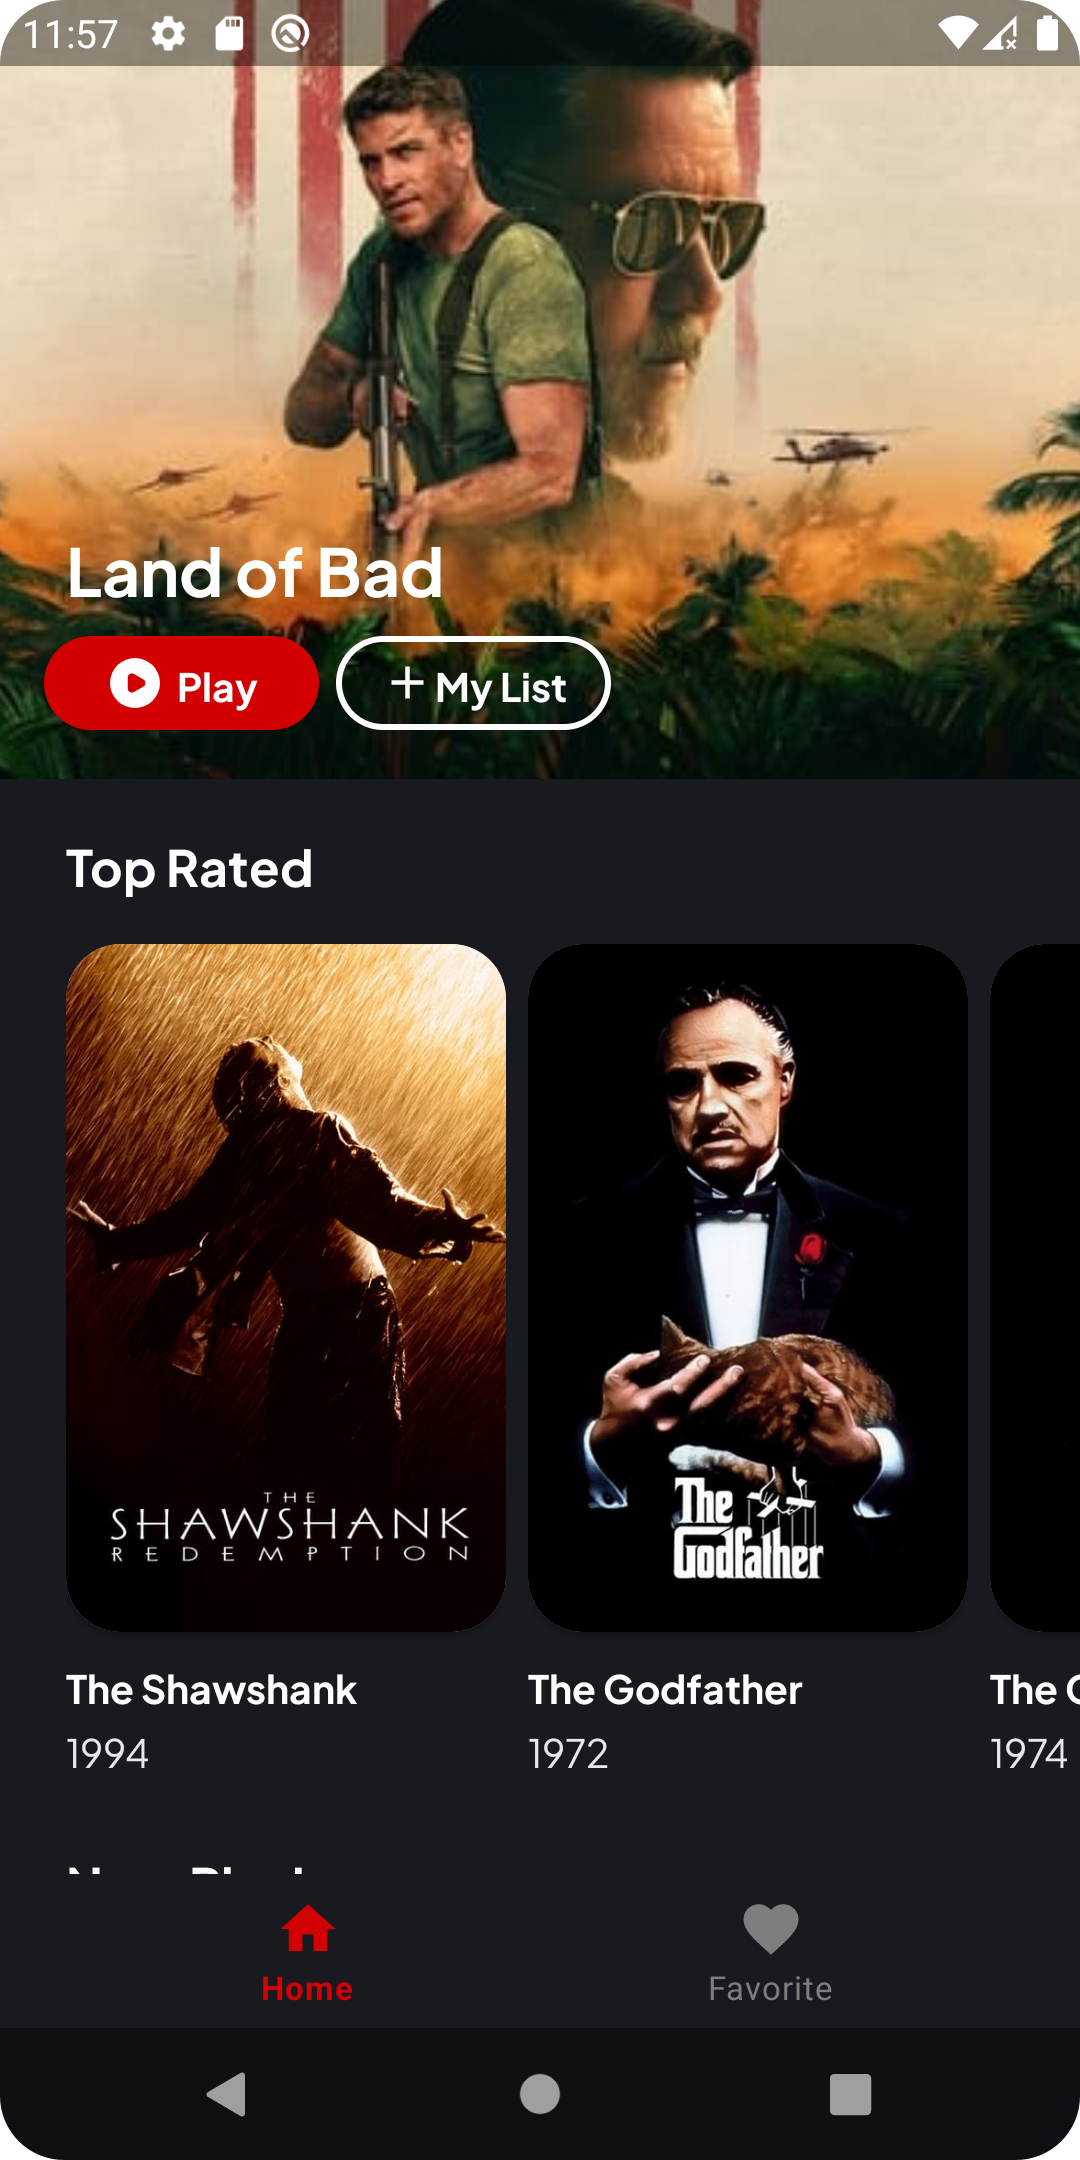 11:57
Land of Bad
Play
+ My List
Top Rated
THE
SHAWSHANK
REDEMPTION
The
Godfather
The Shawshank
The Godfather
The
1994
1972
1974
Home
Favorite